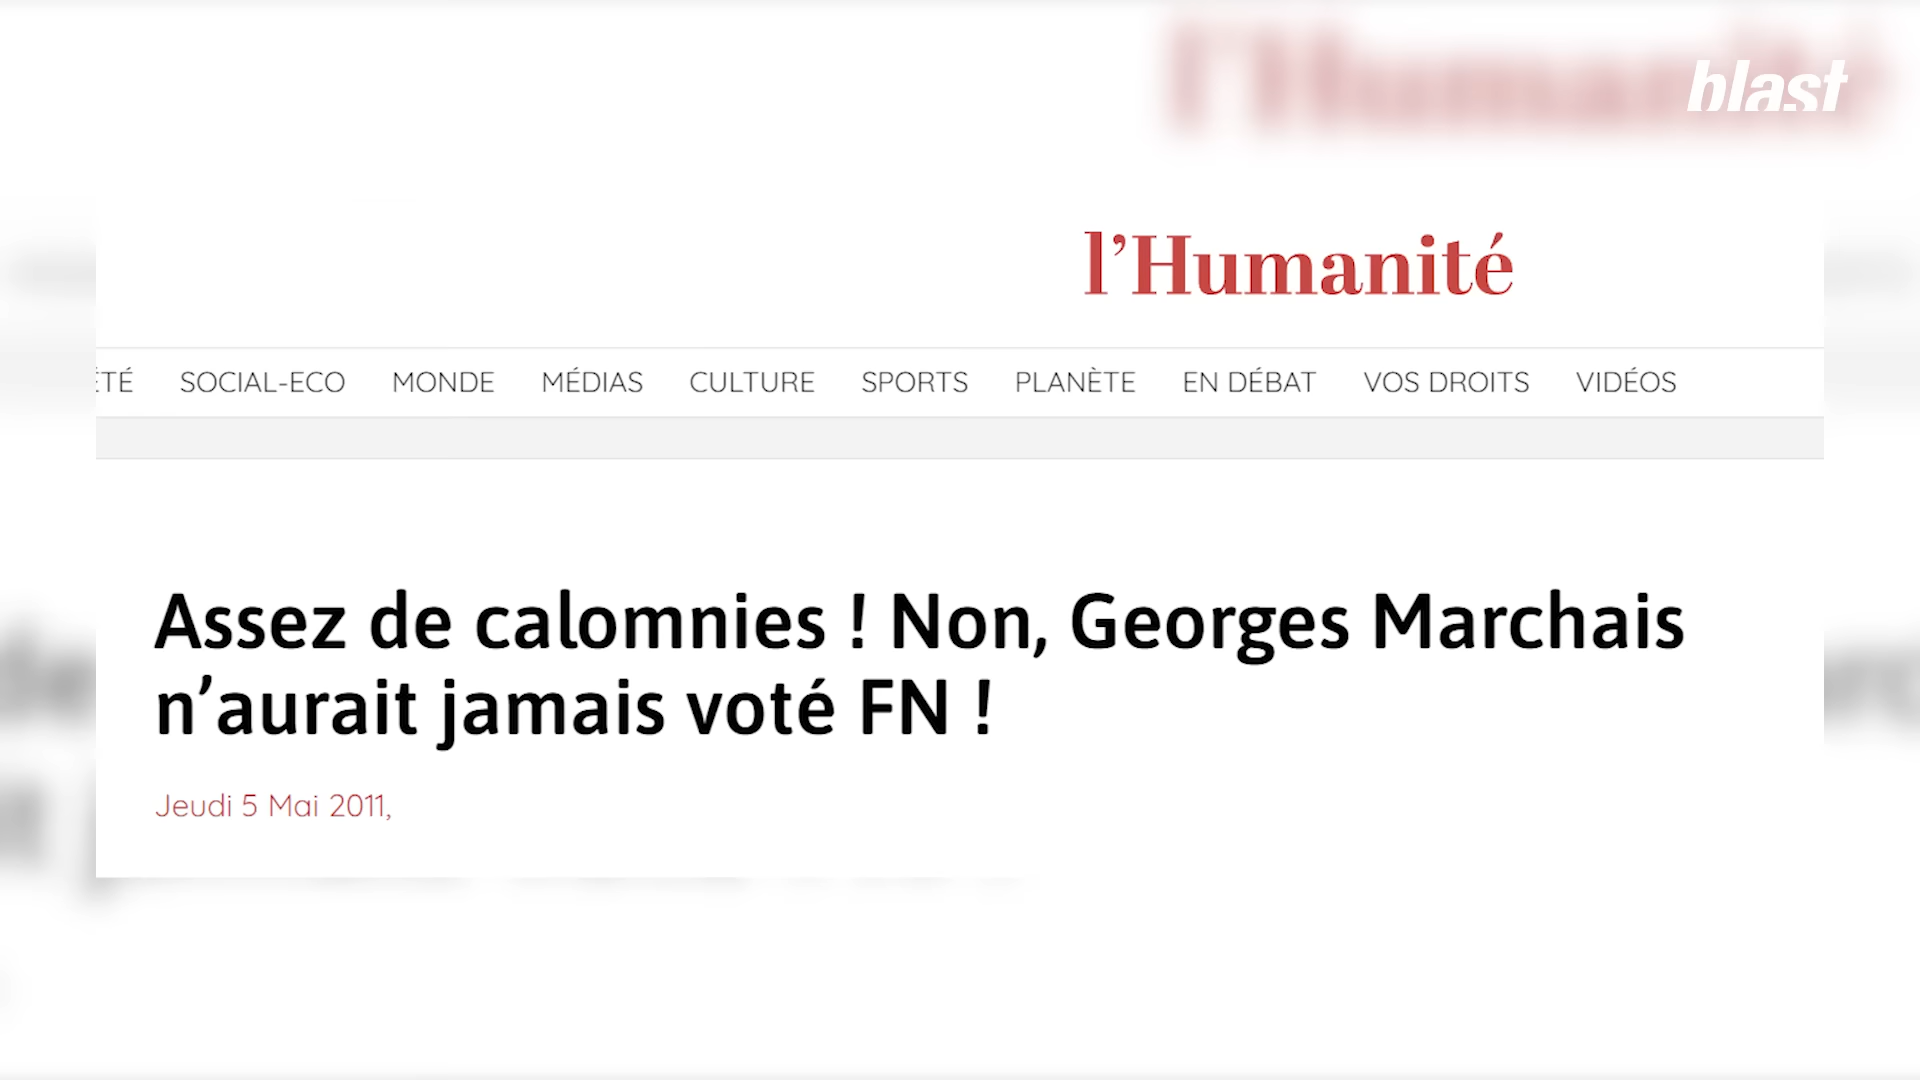 blast
l’Humanité
ÉTÉ SOCIAL-ECO MONDE MÉDIAS CULTURE SPORTS PLANÈTE EN DÉBAT VOS DROITS VIDÉOS
Assez de calomnies ! Non, Georges Marchais
n’aurait jamais voté FN !
Jeudi 5 Mai 2011,